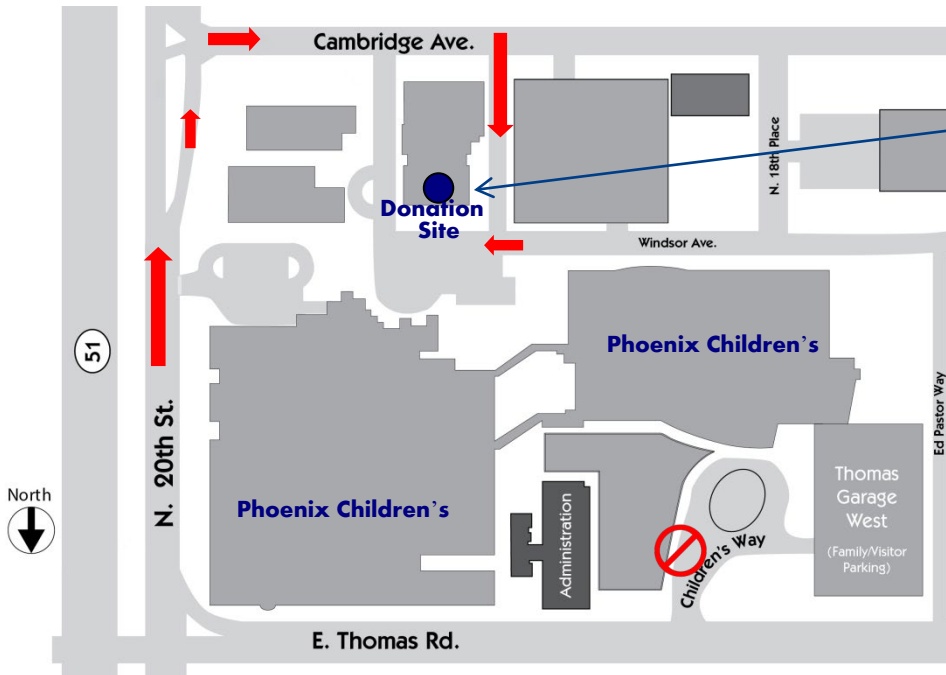 Cambridge Ave.
N. 18th Place
Donation
Site
Windsor Ave.
51
Phoenix Children's
Ed Pastor Way
N. 20th St.
North
Phoenix Children's
Administration
Children's Way
Thomas
Garage
West
(Family/Visitor
Parking)
E. Thomas Rd.